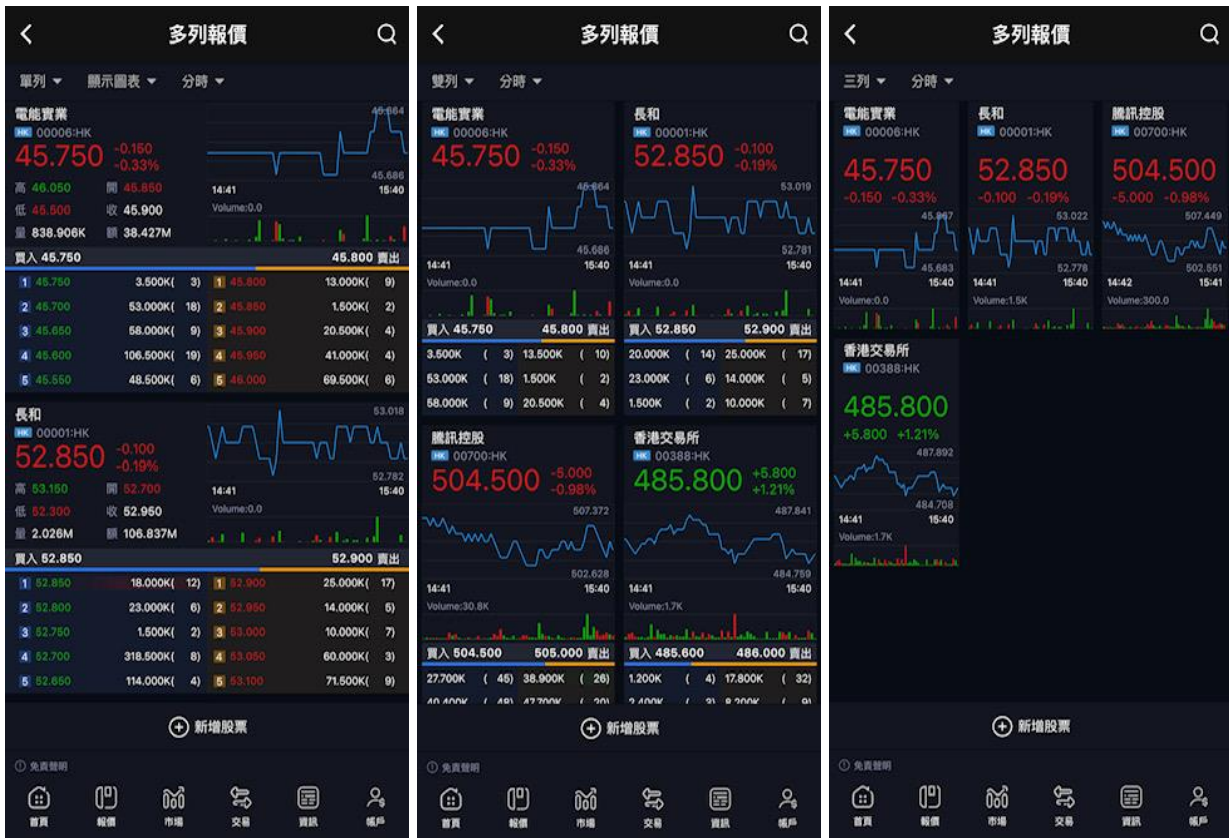 多列報價
單列 顯示圖表 分時
電能實業
HK 00006:HK
45.750 -0.150
-0.33%
高 46.050 開 45.850
低 45.500 收 45.900
量 838.906K 額 38.427M
45.864
45.686
14:41 15:40
Volume:0.0
買入 45.750 45.800 賣出
1 45.750 3.500K( 3) 1 45.800 13.000K( 9)
2 45.700 53.000K( 18) 2 45.850 1.500K( 2)
3 45.650 58.000K( 9) 3 45.900 20.500K( 4)
4 45.600 106.500K( 19) 4 45.950 41.000K( 4)
5 45.550 48.500K( 6) 5 46.000 69.500K( 6)
長和
HK 00001:HK
52.850 -0.100
-0.19%
高 53.150 開 52.700
低 52.300 收 52.950
量 2.026M 額 106.837M
53.018
52.782
14:41 15:40
Volume:0.0
買入 52.850 52.900 賣出
1 52.850 18.000K( 12) 1 52.900 25.000K( 17)
2 52.800 23.000K( 6) 2 52.950 14.000K( 5)
3 52.750 1.500K( 2) 3 53.000 10.000K( 7)
4 52.700 318.500K( 8) 4 53.050 60.000K( 3)
5 52.650 114.000K( 4) 5 53.100 71.500K( 9)
新增股票
免責聲明
首頁 報價 市場 交易 資訊 帳戶
多列報價
雙列 分時
電能實業
HK 00006:HK
45.750 -0.150
-0.33%
45.864
45.686
14:41 15:40
Volume:0.0
買入 45.750 45.800 賣出
3.500K ( 3) 13.500K ( 10)
53.000K ( 18) 1.500K ( 2)
58.000K ( 9) 20.500K ( 4)
長和
HK 00001:HK
52.850 -0.100
-0.19%
53.019
52.781
14:41 15:40
Volume:0.0
買入 52.850 52.900 賣出
20.000K ( 14) 25.000K ( 17)
23.000K ( 6) 14.000K ( 5)
1.500K ( 2) 10.000K ( 7)
騰訊控股
HK 00700:HK
504.500 -5.000
-0.98%
507.372
502.628
14:41 15:40
Volume:30.8K
買入 504.500 505.000 賣出
27.700K ( 45) 38.900K ( 26)
40.400K ( 48) 47.700K ( 20)
香港交易所
HK 00388:HK
485.800 +5.800
+1.21%
487.841
484.759
14:41 15:40
Volume:1.7K
買入 485.600 486.000 賣出
1.200K ( 4) 17.800K ( 32)
2.400K ( 3) 8.200K ( 9)
新增股票
免責聲明
首頁 報價 市場 交易 資訊 帳戶
多列報價
三列 分時
電能實業
HK 00006:HK
45.750
-0.150 -0.33%
45.867
45.683
14:41 15:40
Volume:0.0
長和
HK 00001:HK
52.850
-0.100 -0.19%
53.022
52.778
14:41 15:40
Volume:1.5K
騰訊控股
HK 00700:HK
504.500
-5.000 -0.98%
507.449
502.551
14:42 15:41
Volume:300.0
香港交易所
HK 00388:HK
485.800
+5.800 +1.21%
487.892
484.708
14:41 15:40
Volume:1.7K
新增股票
免責聲明
首頁 報價 市場 交易 資訊 帳戶